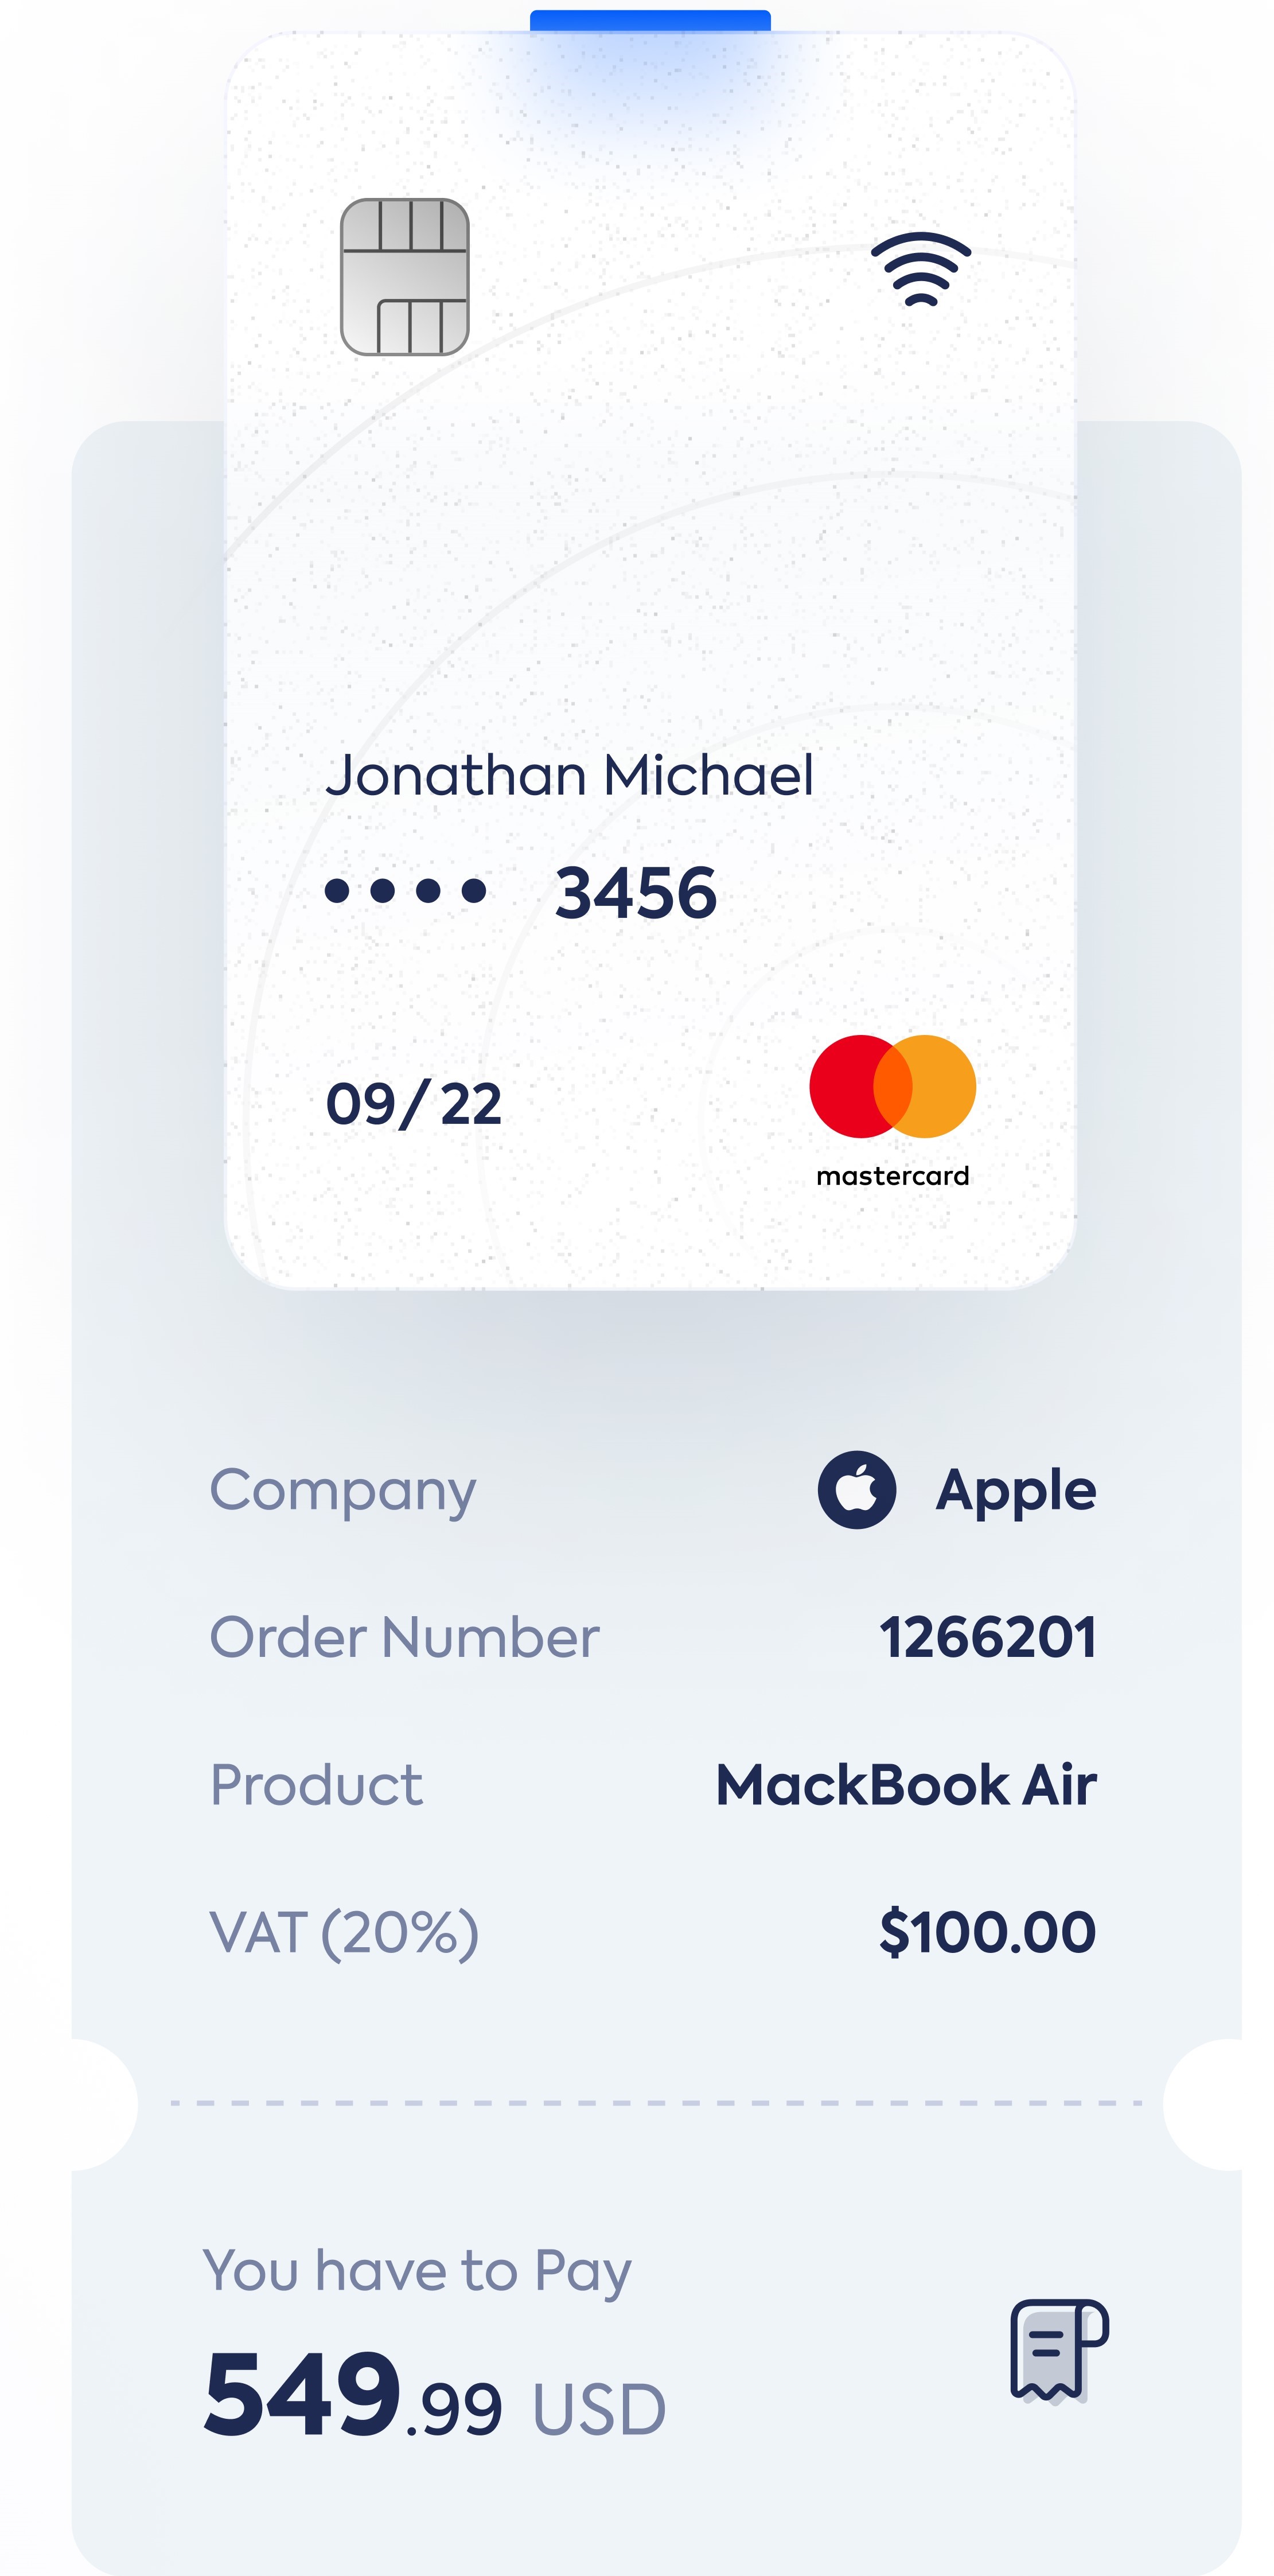 Jonathan Michael
•••• 3456
09/22
mastercard
Company Apple
Order Number 1266201
Product MackBook Air
VAT (20%) $100.00
You have to Pay
549.99 USD